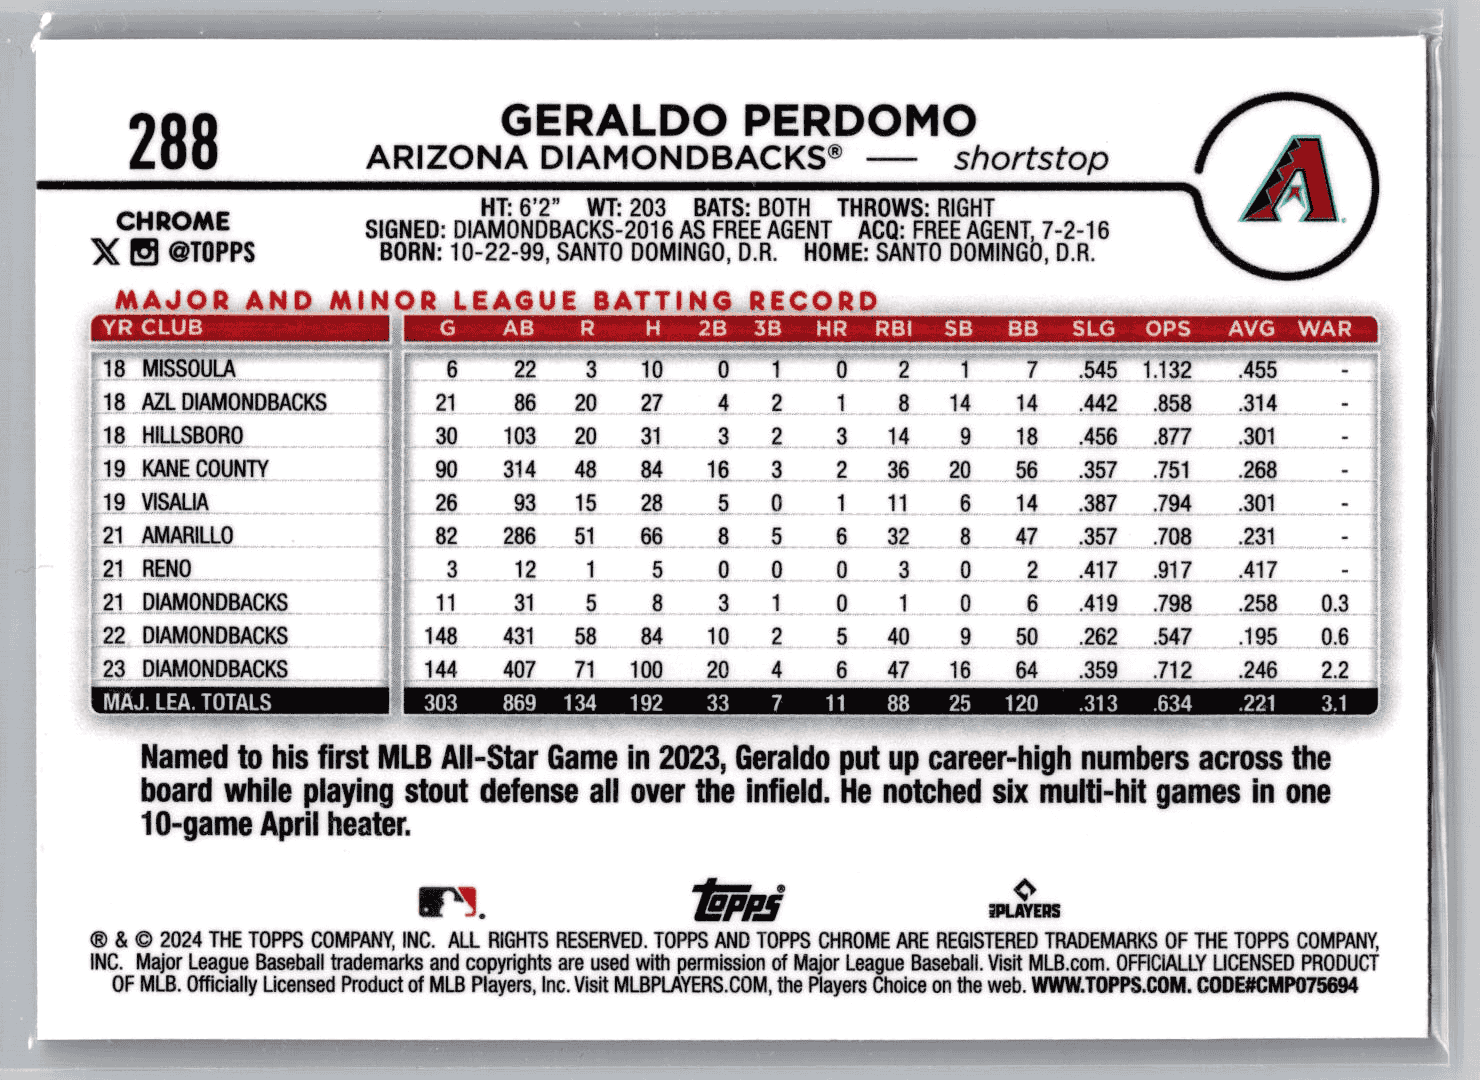 288
GERALDO PERDOMO
ARIZONA DIAMONDBACKS® — shortstop
CHROME
X @TOPPS
HT: 6'2" WT: 203 BATS: BOTH THROWS: RIGHT
SIGNED: DIAMONDBACKS-2016 AS FREE AGENT ACQ: FREE AGENT, 7-2-16
BORN: 10-22-99, SANTO DOMINGO, D.R. HOME: SANTO DOMINGO, D.R.
MAJOR AND MINOR LEAGUE BATTING RECORD
YR CLUB G AB R H 2B 3B HR RBI SB BB SLG OPS AVG WAR
18 MISSOULA 6 22 3 10 0 1 0 2 1 7 .545 1.132 .455 -
18 AZL DIAMONDBACKS 21 86 20 27 4 2 1 8 14 14 .442 .858 .314 -
18 HILLSBORO 30 103 20 31 3 2 3 14 9 18 .456 .877 .301 -
19 KANE COUNTY 90 314 48 84 16 3 2 36 20 56 .357 .751 .268 -
19 VISALIA 26 93 15 28 5 0 1 11 6 14 .387 .794 .301 -
21 AMARILLO 82 286 51 66 8 5 6 32 8 47 .357 .708 .231 -
21 RENO 3 12 1 5 0 0 0 3 0 2 .417 .917 .417 -
21 DIAMONDBACKS 11 31 5 8 3 1 0 1 0 6 .419 .798 .258 0.3
22 DIAMONDBACKS 148 431 58 84 10 2 5 40 9 50 .262 .547 .195 0.6
23 DIAMONDBACKS 144 407 71 100 20 4 6 47 16 64 .359 .712 .246 2.2
MAJ. LEA. TOTALS 303 869 134 192 33 7 11 88 25 120 .313 .634 .221 3.1
Named to his first MLB All-Star Game in 2023, Geraldo put up career-high numbers across the
board while playing stout defense all over the infield. He notched six multi-hit games in one
10-game April heater.
topps®
PLAYERS
® & © 2024 THE TOPPS COMPANY, INC. ALL RIGHTS RESERVED. TOPPS AND TOPPS CHROME ARE REGISTERED TRADEMARKS OF THE TOPPS COMPANY,
INC. Major League Baseball trademarks and copyrights are used with permission of Major League Baseball. Visit MLB.com. OFFICIALLY LICENSED PRODUCT
OF MLB. Officially Licensed Product of MLB Players, Inc. Visit MLBPLAYERS.COM, the Players Choice on the web. WWW.TOPPS.COM. CODE#CMP075694